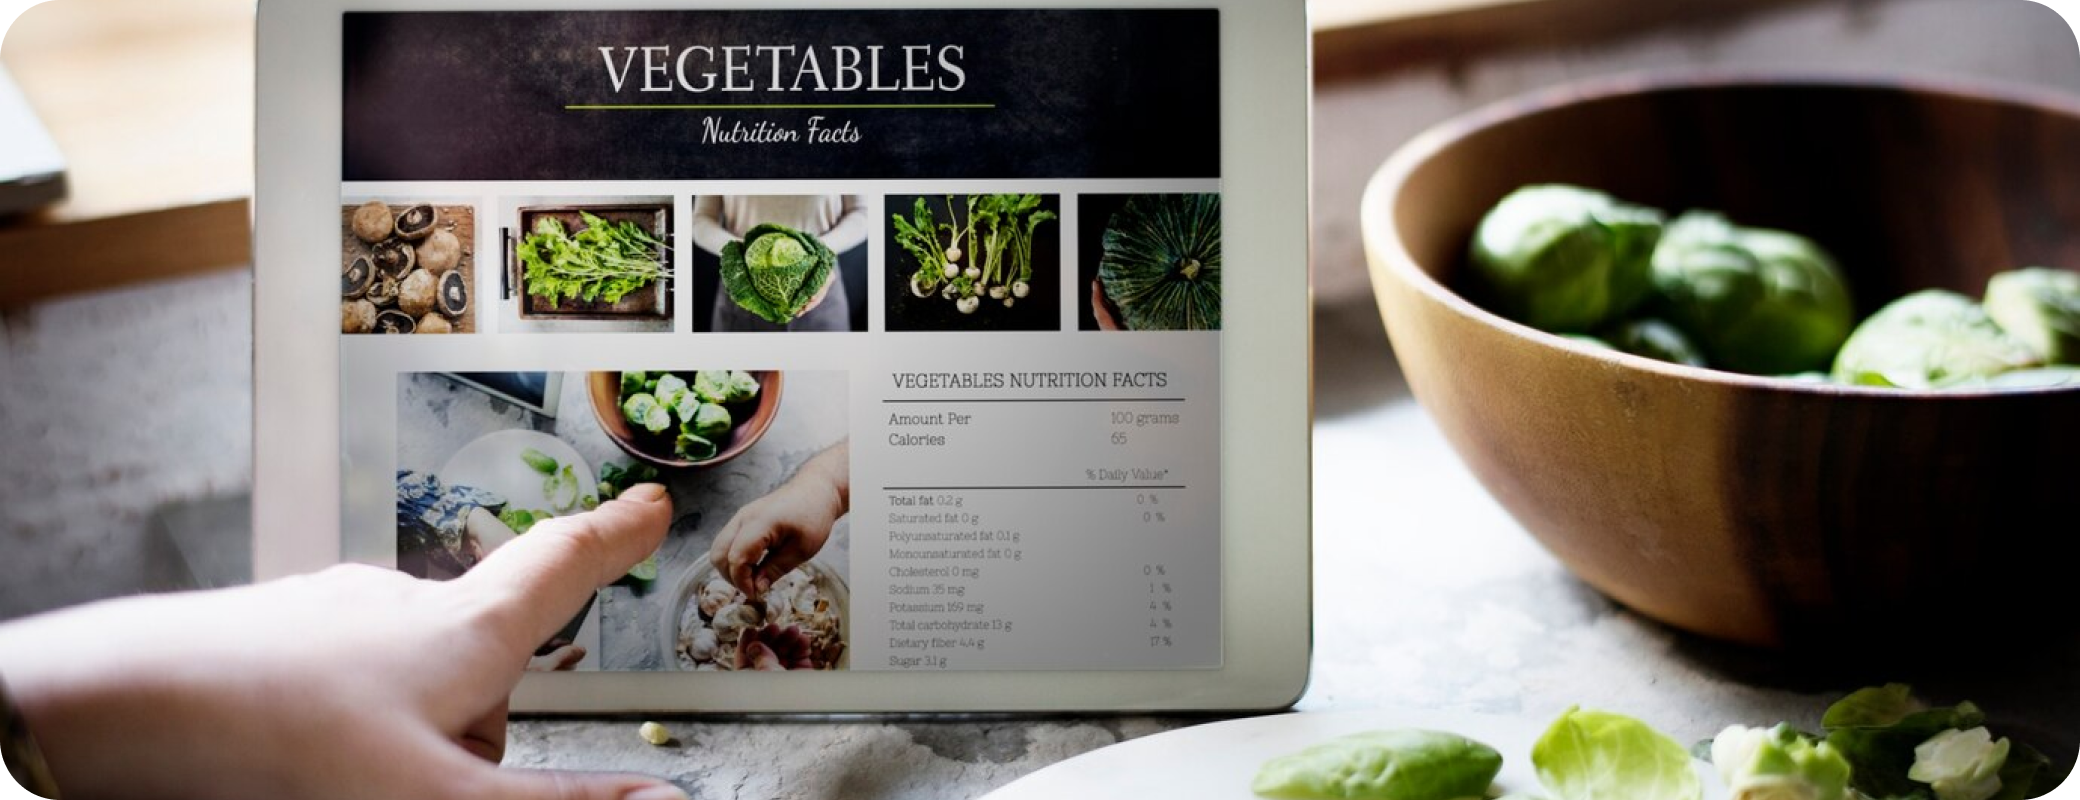 VEGETABLES
Nutrition Facts
VEGETABLES NUTRITION FACTS
Amount Per 100 grams
Calories 65
% Daily Value*
Total fat 0.2 g 0 %
Saturated fat 0 g 0 %
Polyunsaturated fat 0.1 g
Monounsaturated fat 0 g
Cholesterol 0 mg 0 %
Sodium 35 mg 1 %
Potassium 169 mg 4 %
Total carbohydrate 13 g 4 %
Dietary fiber 4.4 g 17 %
Sugar 3.1 g